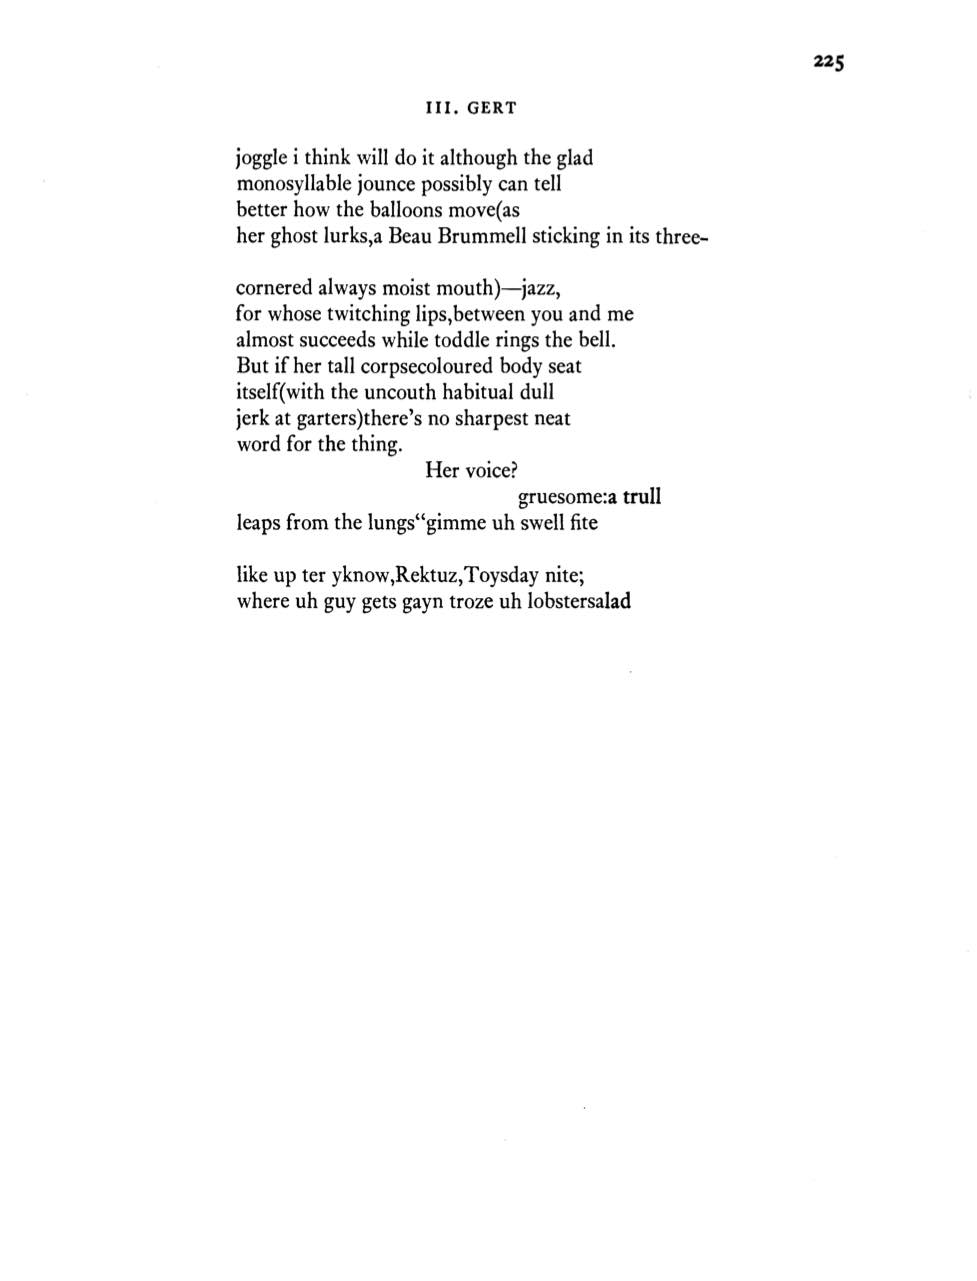 225
III. GERT
joggle i think will do it although the glad
monosyllable jounce possibly can tell
better how the balloons move(as
her ghost lurks,a Beau Brummell sticking in its three-
cornered always moist mouth)—jazz,
for whose twitching lips,between you and me
almost succeeds while toddle rings the bell.
But if her tall corpsecoloured body seat
itself(with the uncouth habitual dull
jerk at garters)there's no sharpest neat
word for the thing.
Her voice?
gruesome:a trull
leaps from the lungs“gimme uh swell fite
like up ter yknow,Rektuz,Toysday nite;
where uh guy gets gayn troze uh lobstersalad